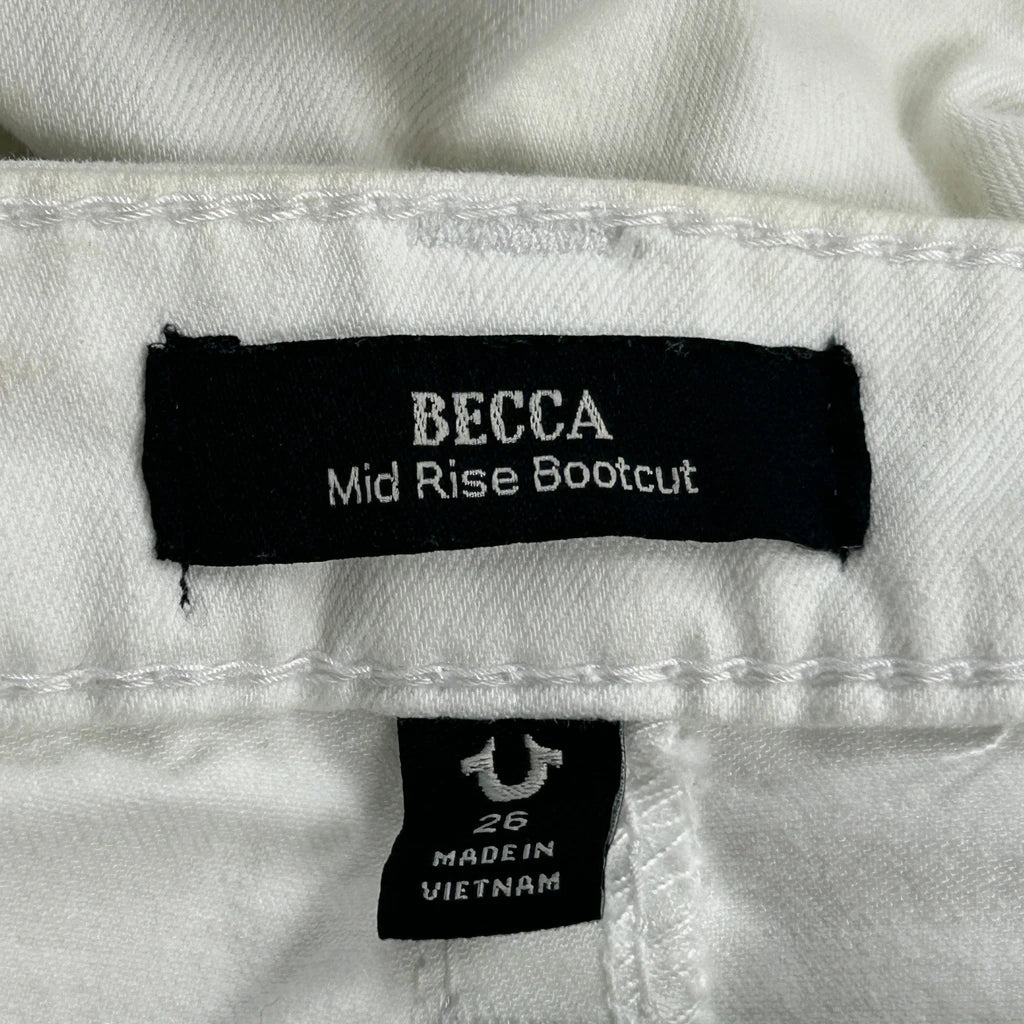 BECCA
Mid Rise Bootcut
26
MADE IN
VIETNAM